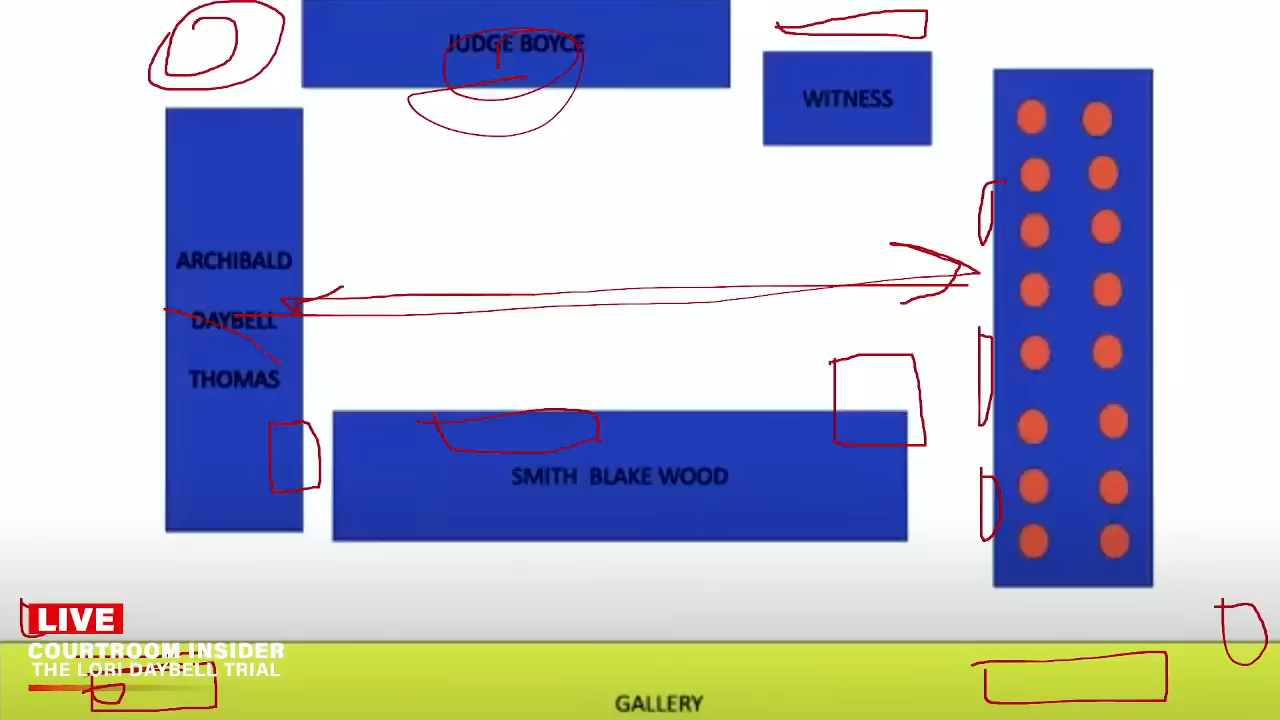 JUDGE BOYCE
WITNESS
ARCHIBALD
DAYBELL
THOMAS
SMITH BLAKE WOOD
LIVE
COURTROOM INSIDER
THE LORI DAYBELL TRIAL
GALLERY